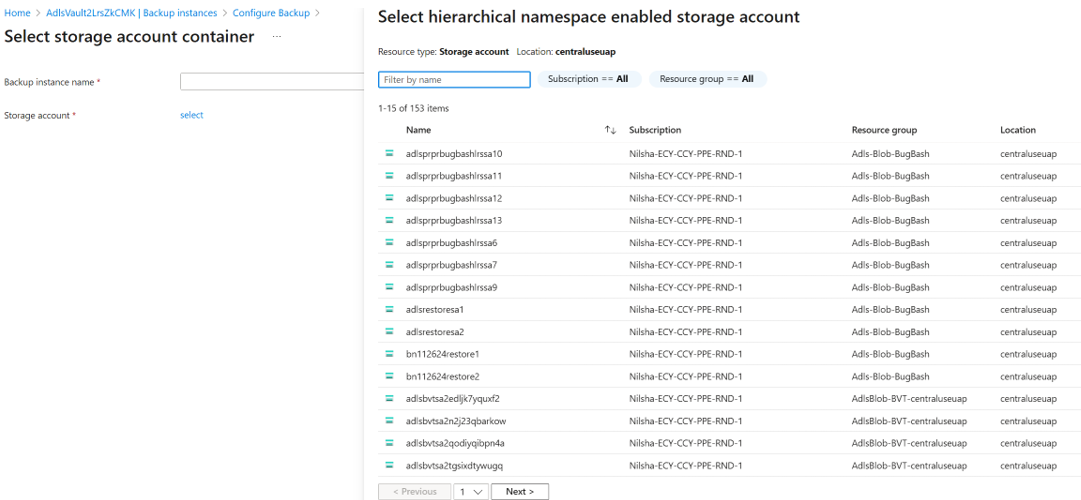 Home > AdlsVault2LrsZkCMK | Backup instances > Configure Backup >
Select storage account container ...
Backup instance name *
Storage account * select
Select hierarchical namespace enabled storage account
Resource type: Storage account Location: centraluseuap
Filter by name Subscription == All Resource group == All
1-15 of 153 items
Name ↑↓ Subscription Resource group Location
adlsprprbugbashlrssa10 Nilsha-ECY-CCY-PPE-RND-1 Adls-Blob-BugBash centraluseuap
adlsprprbugbashlrssa11 Nilsha-ECY-CCY-PPE-RND-1 Adls-Blob-BugBash centraluseuap
adlsprprbugbashlrssa12 Nilsha-ECY-CCY-PPE-RND-1 Adls-Blob-BugBash centraluseuap
adlsprprbugbashlrssa13 Nilsha-ECY-CCY-PPE-RND-1 Adls-Blob-BugBash centraluseuap
adlsprprbugbashlrssa6 Nilsha-ECY-CCY-PPE-RND-1 Adls-Blob-BugBash centraluseuap
adlsprprbugbashlrssa7 Nilsha-ECY-CCY-PPE-RND-1 Adls-Blob-BugBash centraluseuap
adlsprprbugbashlrssa9 Nilsha-ECY-CCY-PPE-RND-1 Adls-Blob-BugBash centraluseuap
adlsrestoresa1 Nilsha-ECY-CCY-PPE-RND-1 Adls-Blob-BugBash centraluseuap
adlsrestoresa2 Nilsha-ECY-CCY-PPE-RND-1 Adls-Blob-BugBash centraluseuap
bn112624restore1 Nilsha-ECY-CCY-PPE-RND-1 Adls-Blob-BugBash centraluseuap
bn112624restore2 Nilsha-ECY-CCY-PPE-RND-1 Adls-Blob-BugBash centraluseuap
adlsbvtsa2edljk7yquxf2 Nilsha-ECY-CCY-PPE-RND-1 AdlsBlob-BVT-centraluseuap centraluseuap
adlsbvtsa2n2j23qbarkow Nilsha-ECY-CCY-PPE-RND-1 AdlsBlob-BVT-centraluseuap centraluseuap
adlsbvtsa2qodiyqibpn4a Nilsha-ECY-CCY-PPE-RND-1 AdlsBlob-BVT-centraluseuap centraluseuap
adlsbvtsa2tgsixdtywugq Nilsha-ECY-CCY-PPE-RND-1 AdlsBlob-BVT-centraluseuap centraluseuap
< Previous 1 Next >